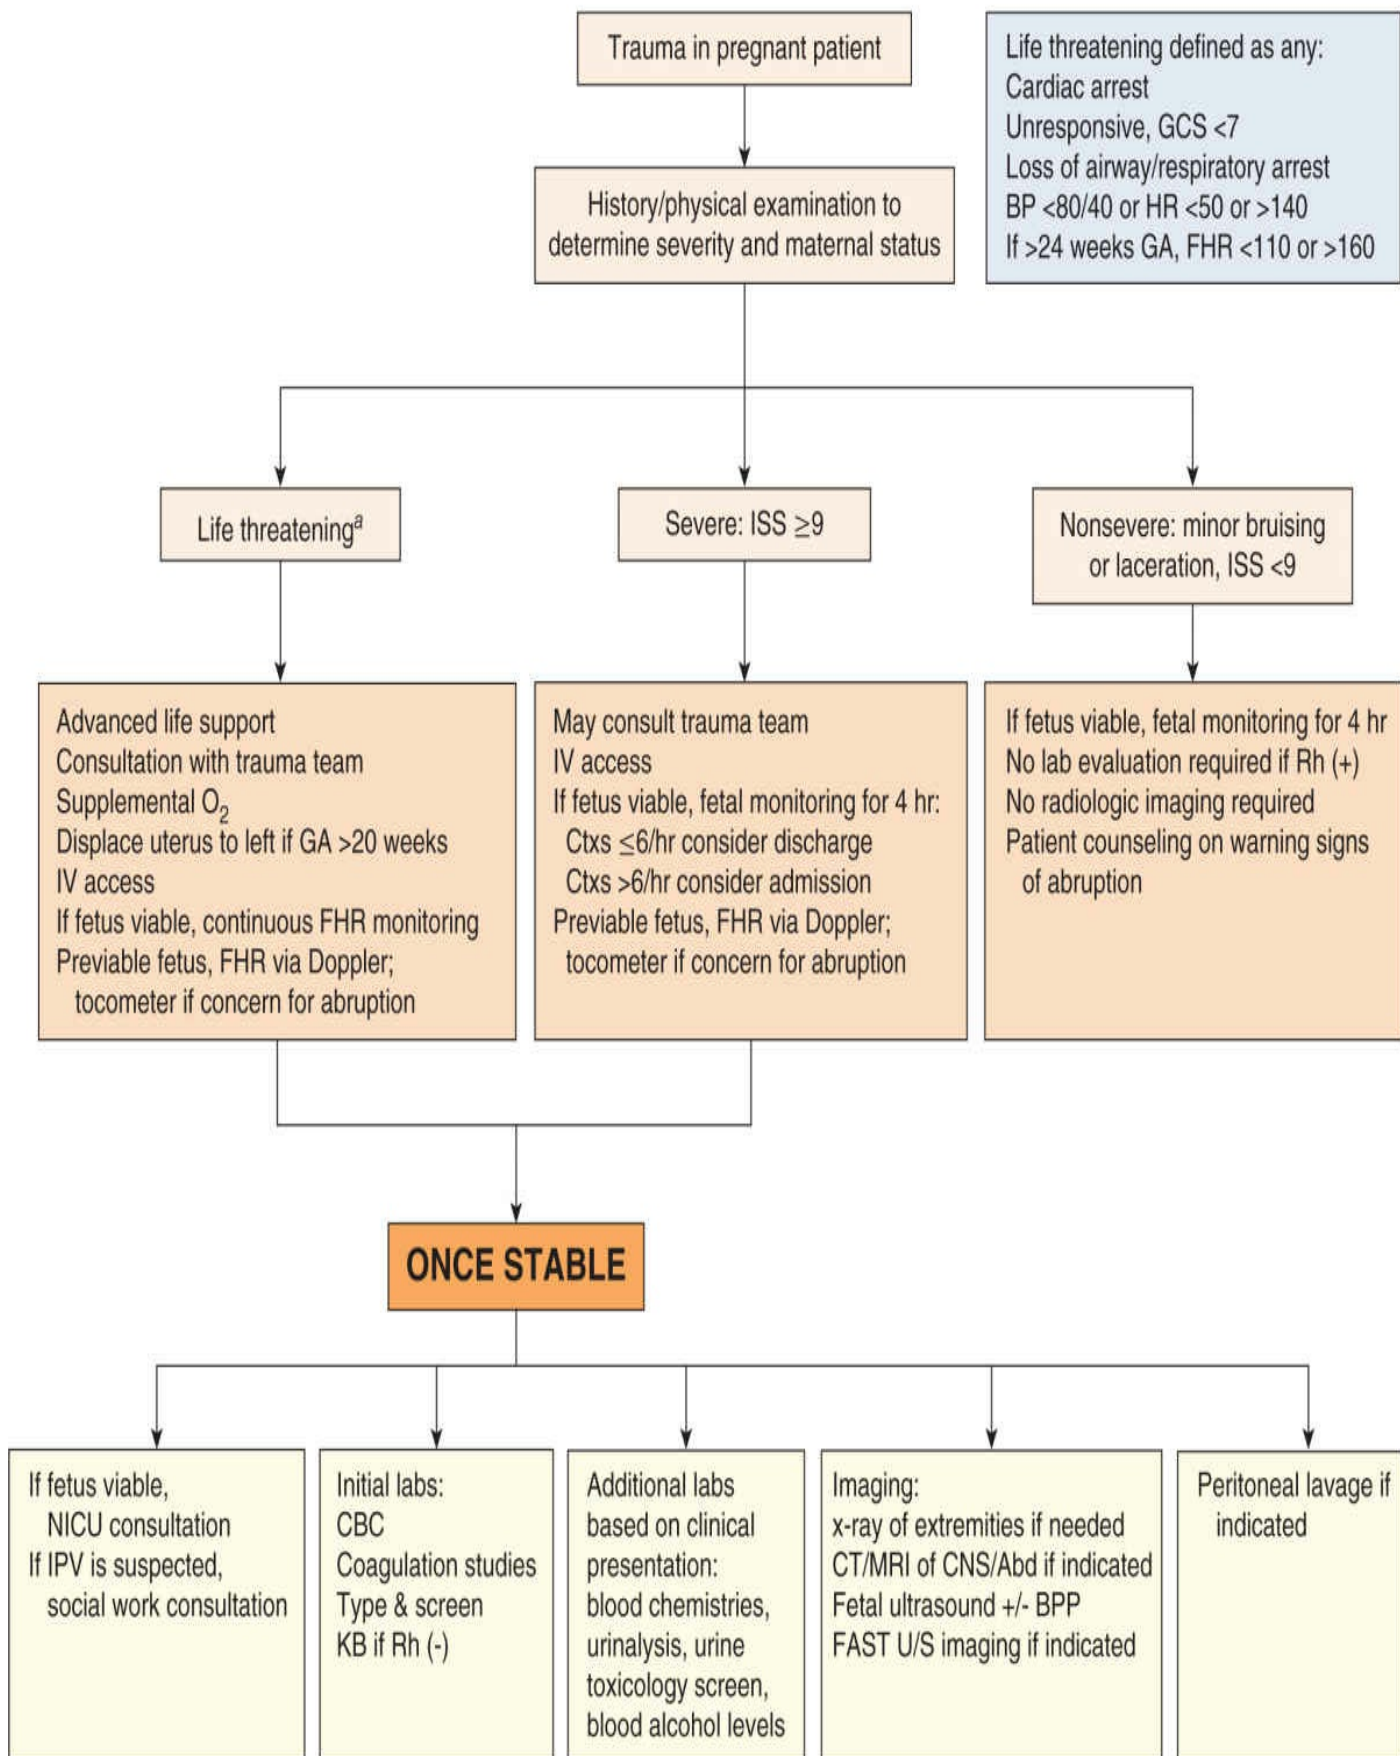 Trauma in pregnant patient
Life threatening defined as any:
Cardiac arrest
Unresponsive, GCS <7
Loss of airway/respiratory arrest
BP <80/40 or HR <50 or >140
If >24 weeks GA, FHR <110 or >160
History/physical examination to
determine severity and maternal status
Life threateningᵃ
Severe: ISS ≥9
Nonsevere: minor bruising
or laceration, ISS <9
Advanced life support
Consultation with trauma team
Supplemental O₂
Displace uterus to left if GA >20 weeks
IV access
If fetus viable, continuous FHR monitoring
Previable fetus, FHR via Doppler;
tocometer if concern for abruption
May consult trauma team
IV access
If fetus viable, fetal monitoring for 4 hr:
Ctxs ≤6/hr consider discharge
Ctxs >6/hr consider admission
Previable fetus, FHR via Doppler;
tocometer if concern for abruption
If fetus viable, fetal monitoring for 4 hr
No lab evaluation required if Rh (+)
No radiologic imaging required
Patient counseling on warning signs
of abruption
ONCE STABLE
If fetus viable,
NICU consultation
If IPV is suspected,
social work consultation
Initial labs:
CBC
Coagulation studies
Type & screen
KB if Rh (-)
Additional labs
based on clinical
presentation:
blood chemistries,
urinalysis, urine
toxicology screen,
blood alcohol levels
Imaging:
x-ray of extremities if needed
CT/MRI of CNS/Abd if indicated
Fetal ultrasound +/- BPP
FAST U/S imaging if indicated
Peritoneal lavage if
indicated